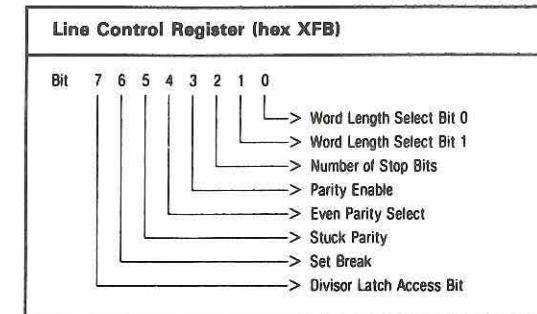 Line Control Register (hex XFB)
Bit 7 6 5 4 3 2 1 0
> Word Length Select Bit 0
> Word Length Select Bit 1
> Number of Stop Bits
> Parity Enable
> Even Parity Select
> Stuck Parity
> Set Break
> Divisor Latch Access Bit